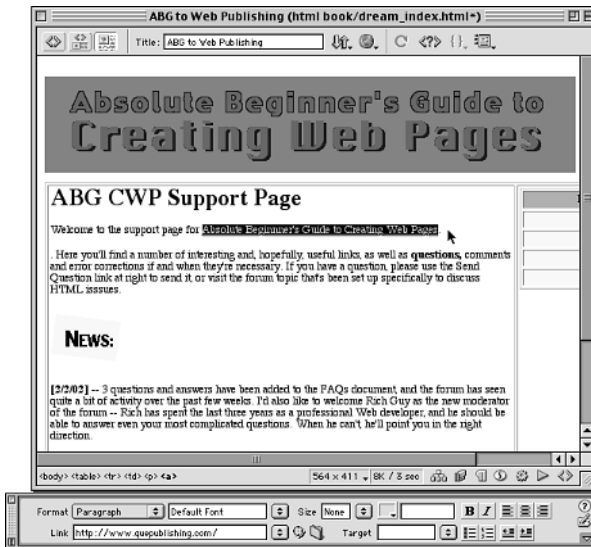 ABG to Web Publishing (html book/dream_index.html*)
Title: ABG to Web Publishing
Absolute Beginner's Guide to
Creating Web Pages
ABG CWP Support Page
Welcome to the support page for Absolute Beginner's Guide to Creating Web Pages.
. Here you'll find a number of interesting and, hopefully, useful links, as well as questions, comments
and error corrections if and when they're necessary. If you have a question, please use the Send
Question link at right to send it, or visit the forum topic that's been set up specifically to discuss
HTML isssues.
News:
[2/2/02] -- 3 questions and answers have been added to the FAQs document, and the forum has seen
quite a bit of activity over the past few weeks. I'd also like to welcome Rich Guy as the new moderator
of the forum -- Rich has spent the last three years as a professional Web developer, and he should be
able to answer even your most complicated questions. When he can't, he'll point you in the right
direction.
<body> <table> <tr> <td> <p> <a> 564 x 411 8K / 3 sec
Format Paragraph Default Font Size None B I
Link http://www.quepublishing.com/ Target